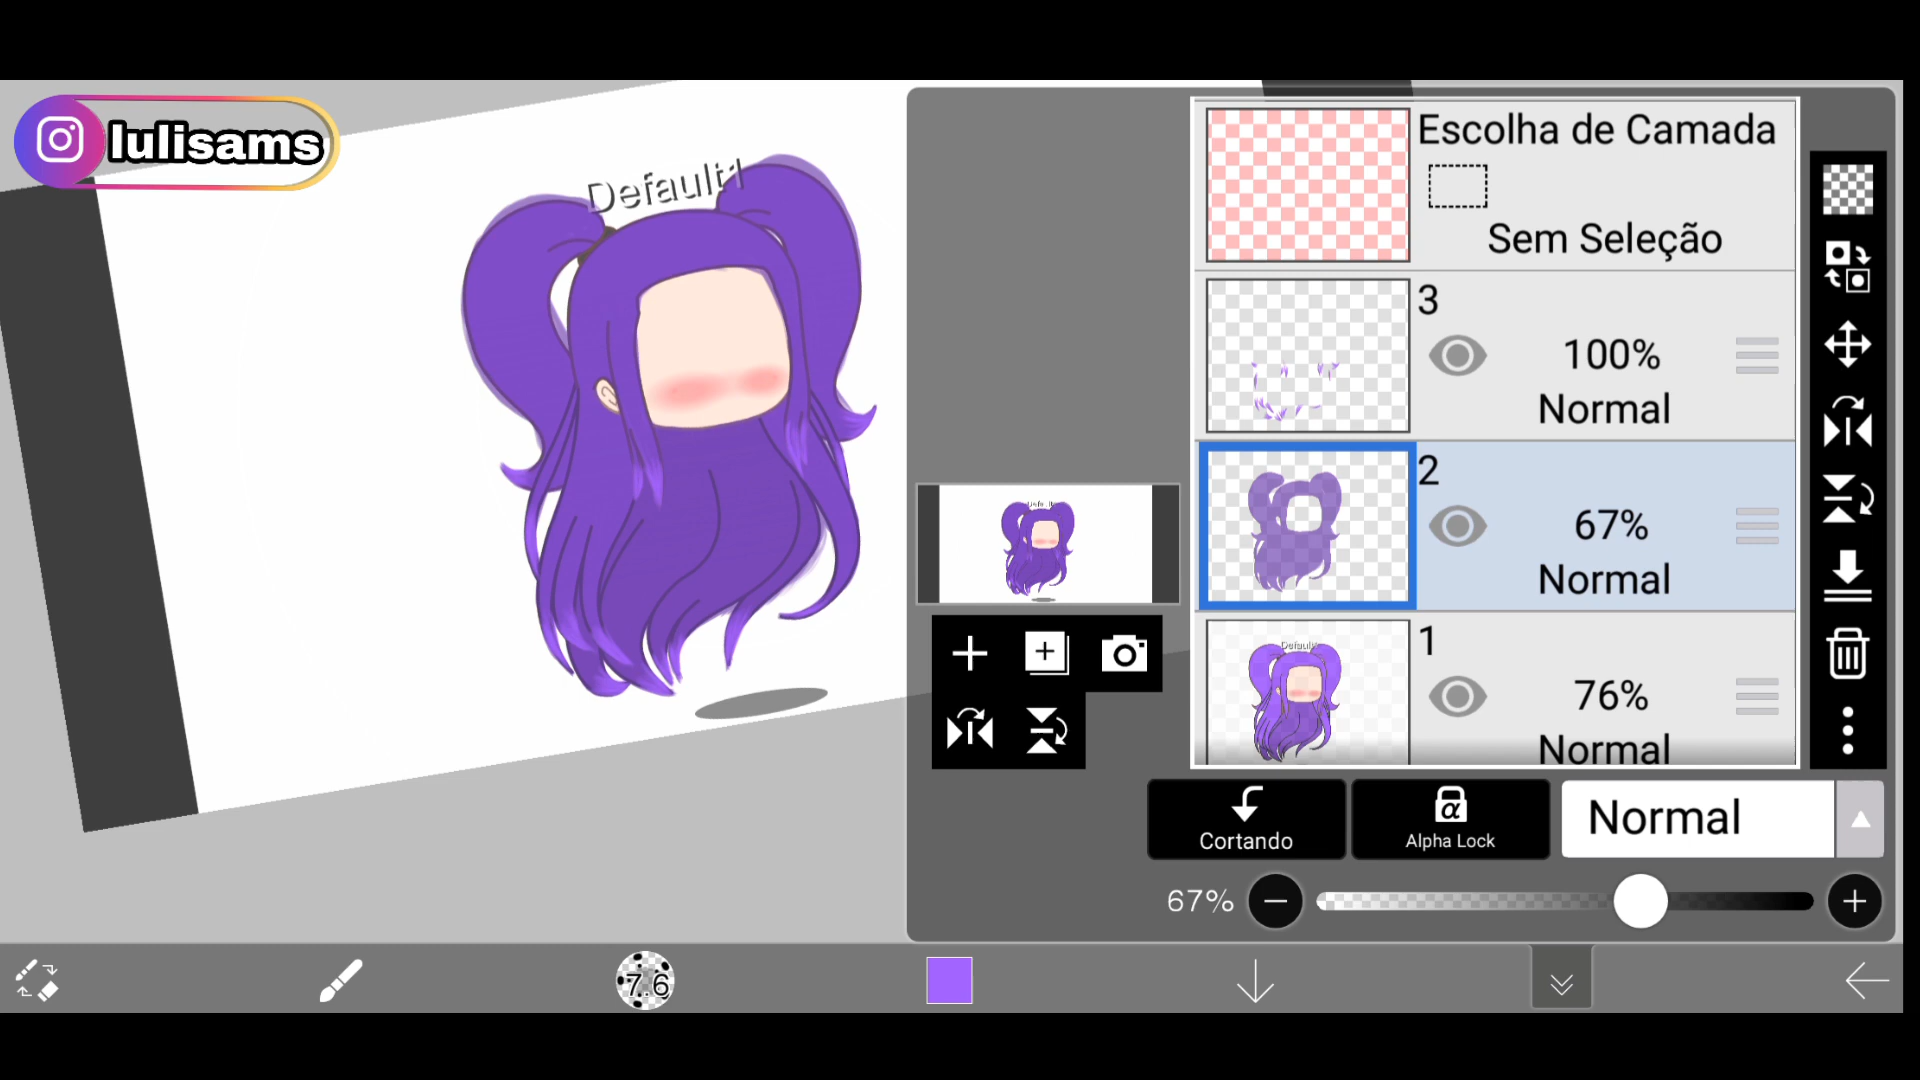 lulisams
Default1
Escolha de Camada
Sem Seleção
3
100%
Normal
2
67%
Normal
1
76%
Normal
Cortando
Alpha Lock
Normal
67%
7.6